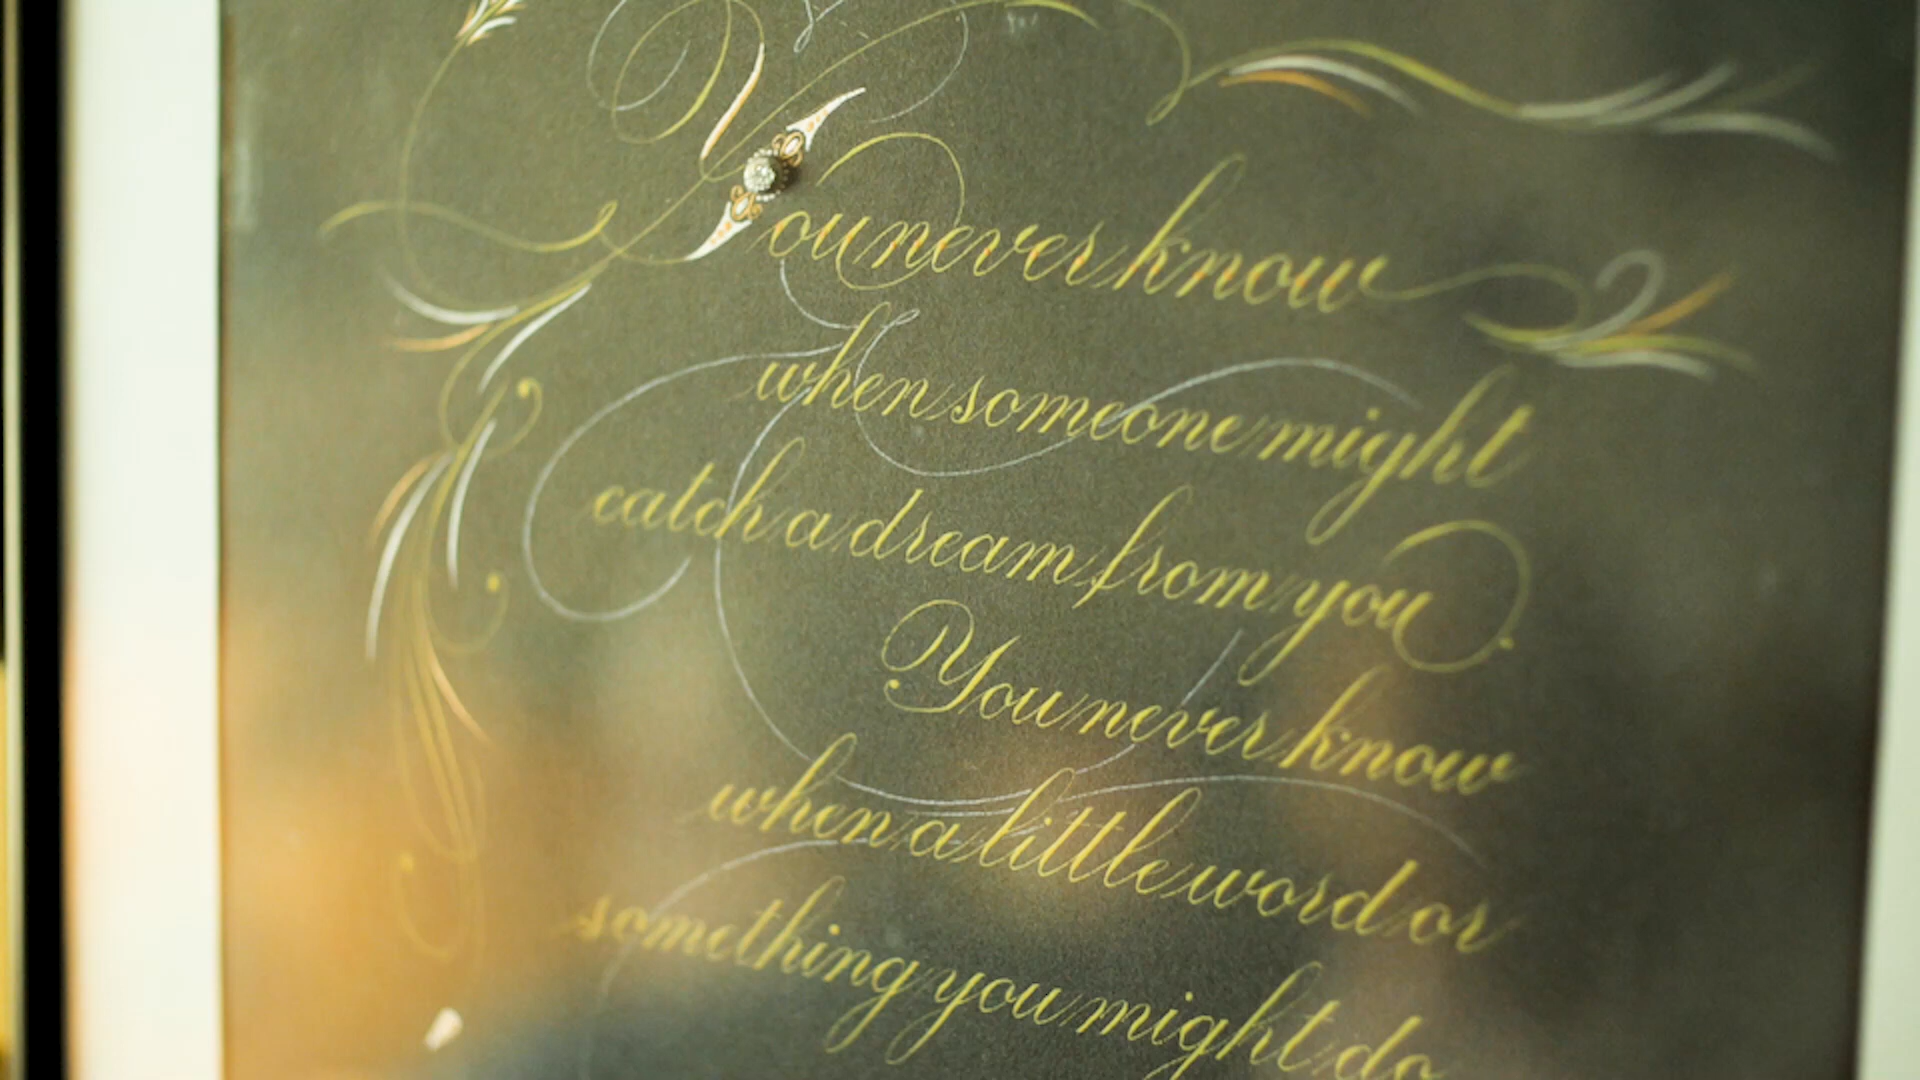 You never know
when someone might
catch a dream from you.
You never know
when a little word or
something you might do